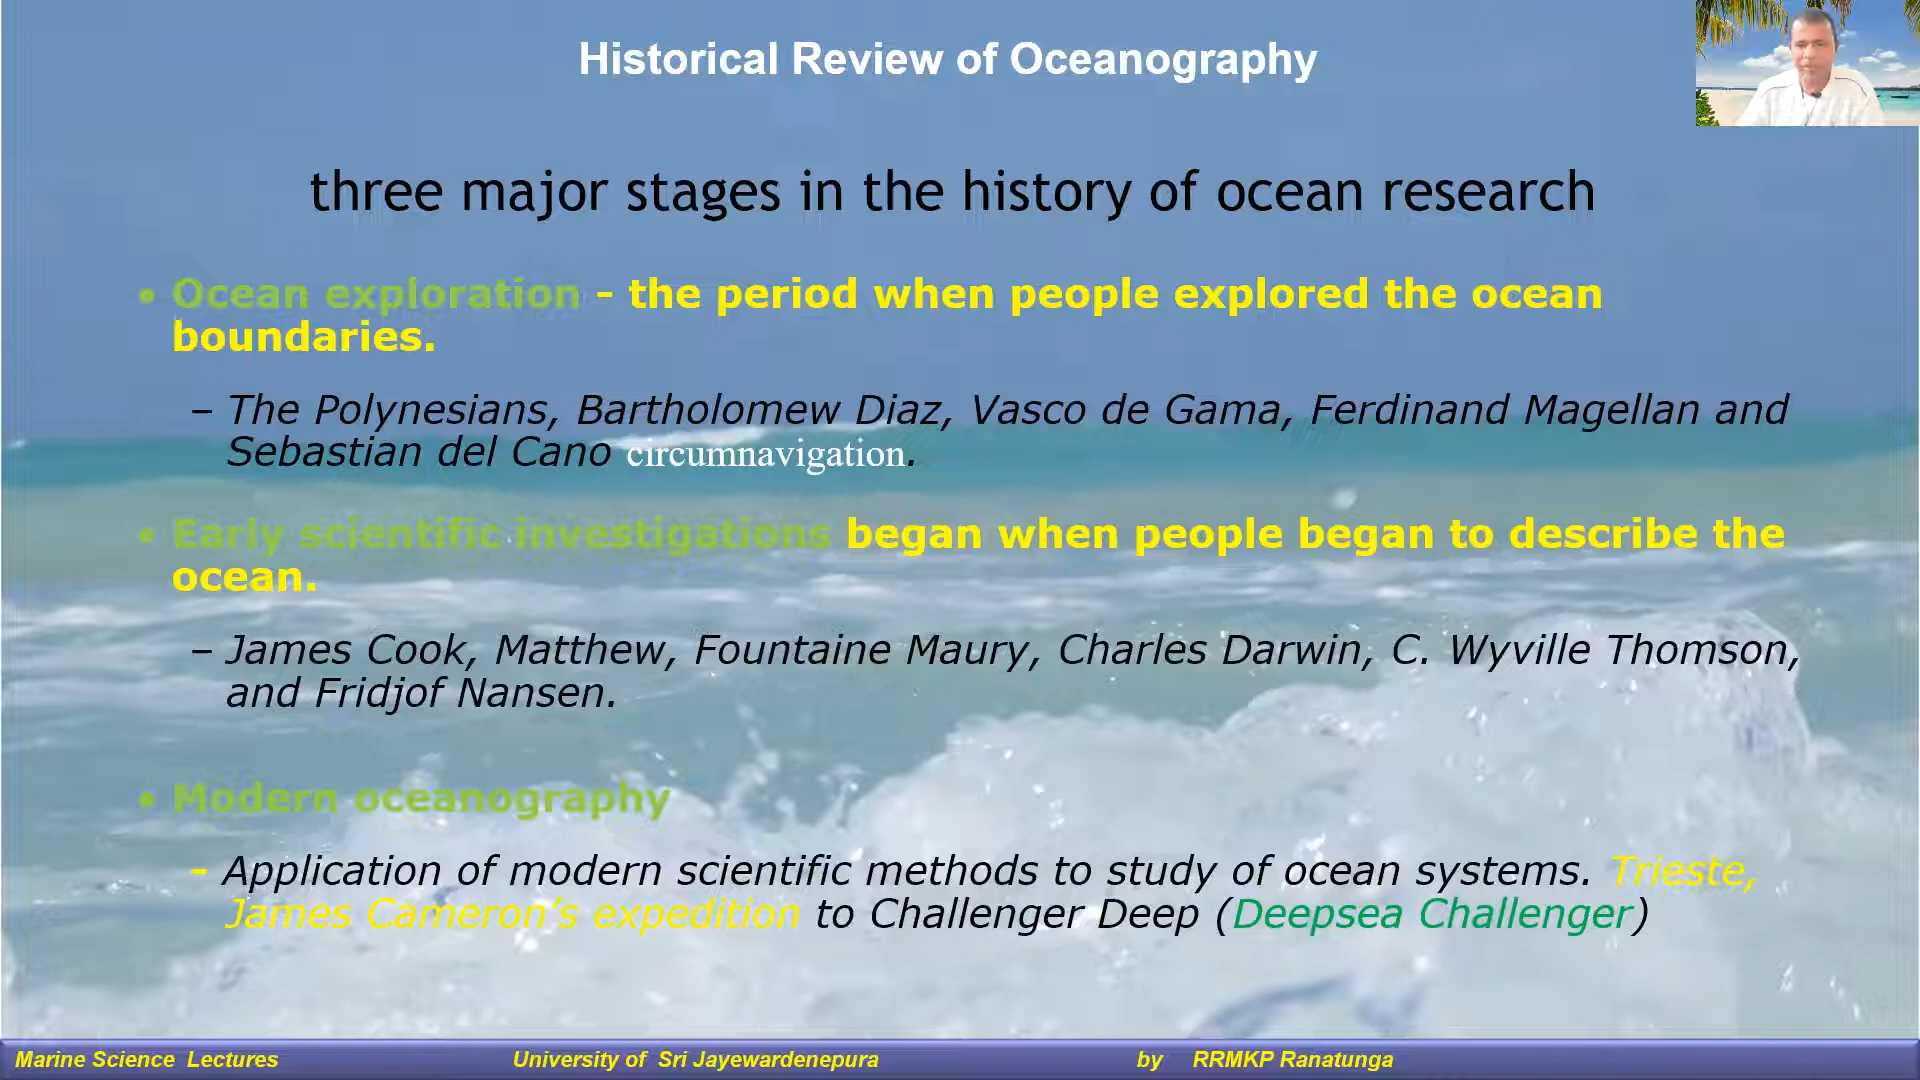 Historical Review of Oceanography
three major stages in the history of ocean research
• Ocean exploration - the period when people explored the ocean
boundaries.
– The Polynesians, Bartholomew Diaz, Vasco de Gama, Ferdinand Magellan and
Sebastian del Cano circumnavigation.
• Early scientific investigations began when people began to describe the
ocean.
– James Cook, Matthew, Fountaine Maury, Charles Darwin, C. Wyville Thomson,
and Fridjof Nansen.
• Modern oceanography
- Application of modern scientific methods to study of ocean systems. Trieste,
James Cameron’s expedition to Challenger Deep (Deepsea Challenger)
Marine Science Lectures University of Sri Jayewardenepura by RRMKP Ranatunga